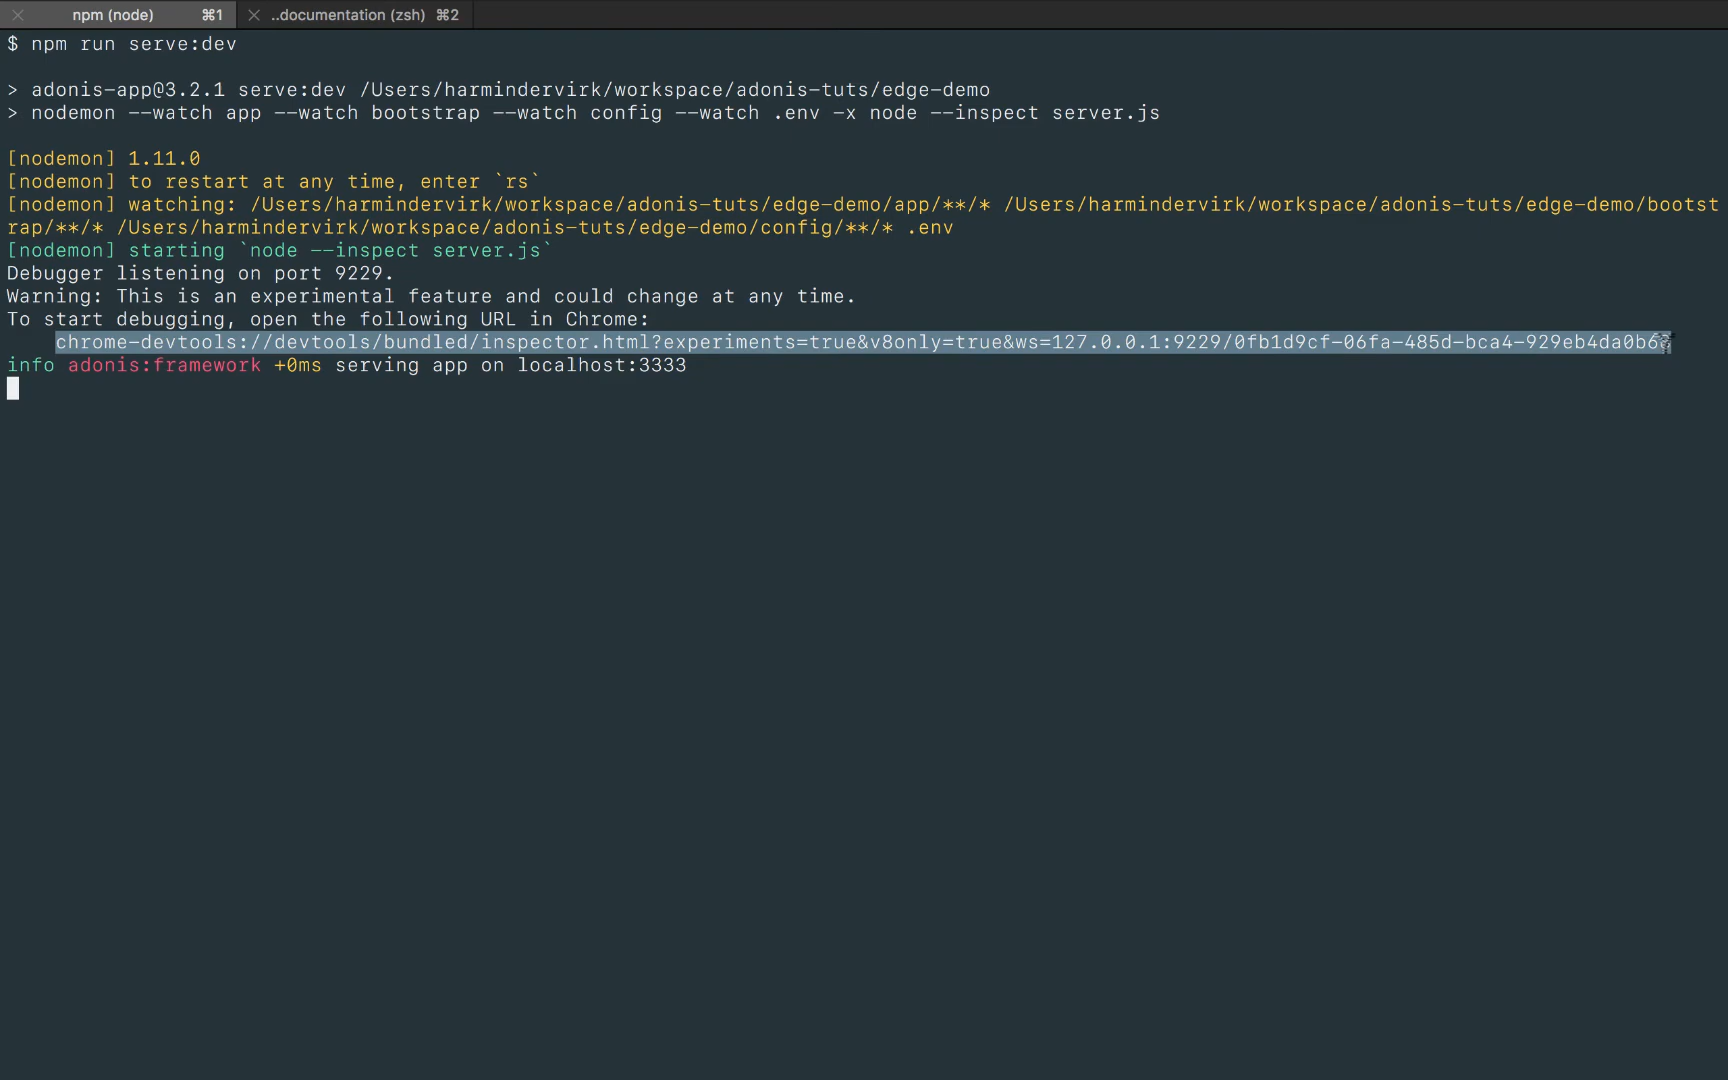 npm (node) ⌘1 ..documentation (zsh) ⌘2
$ npm run serve:dev
> adonis-app@3.2.1 serve:dev /Users/harmindervirk/workspace/adonis-tuts/edge-demo
> nodemon --watch app --watch bootstrap --watch config --watch .env -x node --inspect server.js
[nodemon] 1.11.0
[nodemon] to restart at any time, enter `rs`
[nodemon] watching: /Users/harmindervirk/workspace/adonis-tuts/edge-demo/app/**/* /Users/harmindervirk/workspace/adonis-tuts/edge-demo/bootst
rap/**/* /Users/harmindervirk/workspace/adonis-tuts/edge-demo/config/**/* .env
[nodemon] starting `node --inspect server.js`
Debugger listening on port 9229.
Warning: This is an experimental feature and could change at any time.
To start debugging, open the following URL in Chrome:
chrome-devtools://devtools/bundled/inspector.html?experiments=true&v8only=true&ws=127.0.0.1:9229/0fb1d9cf-06fa-485d-bca4-929eb4da0b6
info adonis:framework +0ms serving app on localhost:3333